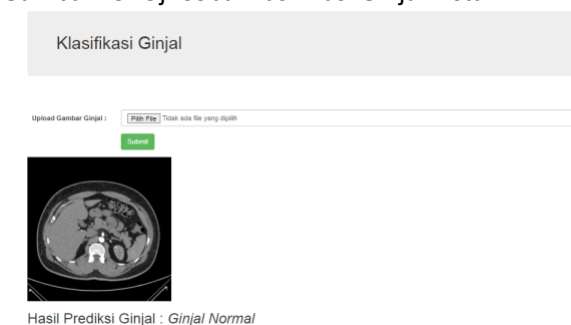 Klasifikasi Ginjal
Upload Gambar Ginjal :
Pilih File Tidak ada file yang dipilih
Submit
Hasil Prediksi Ginjal : Ginjal Normal